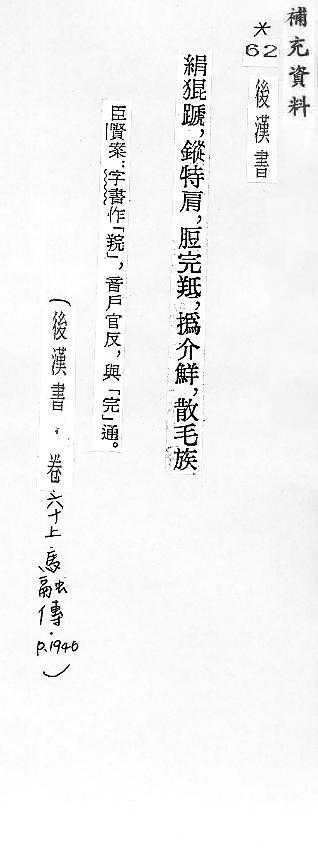 補充資料
*62
後漢書
絹猑蹏,鏦特肩,脰完羝,撝介鮮,散毛族
臣賢案:字書作「羦」,音戶官反,與「完」通。
(後漢書,卷六十上馬融傳.p.1940)